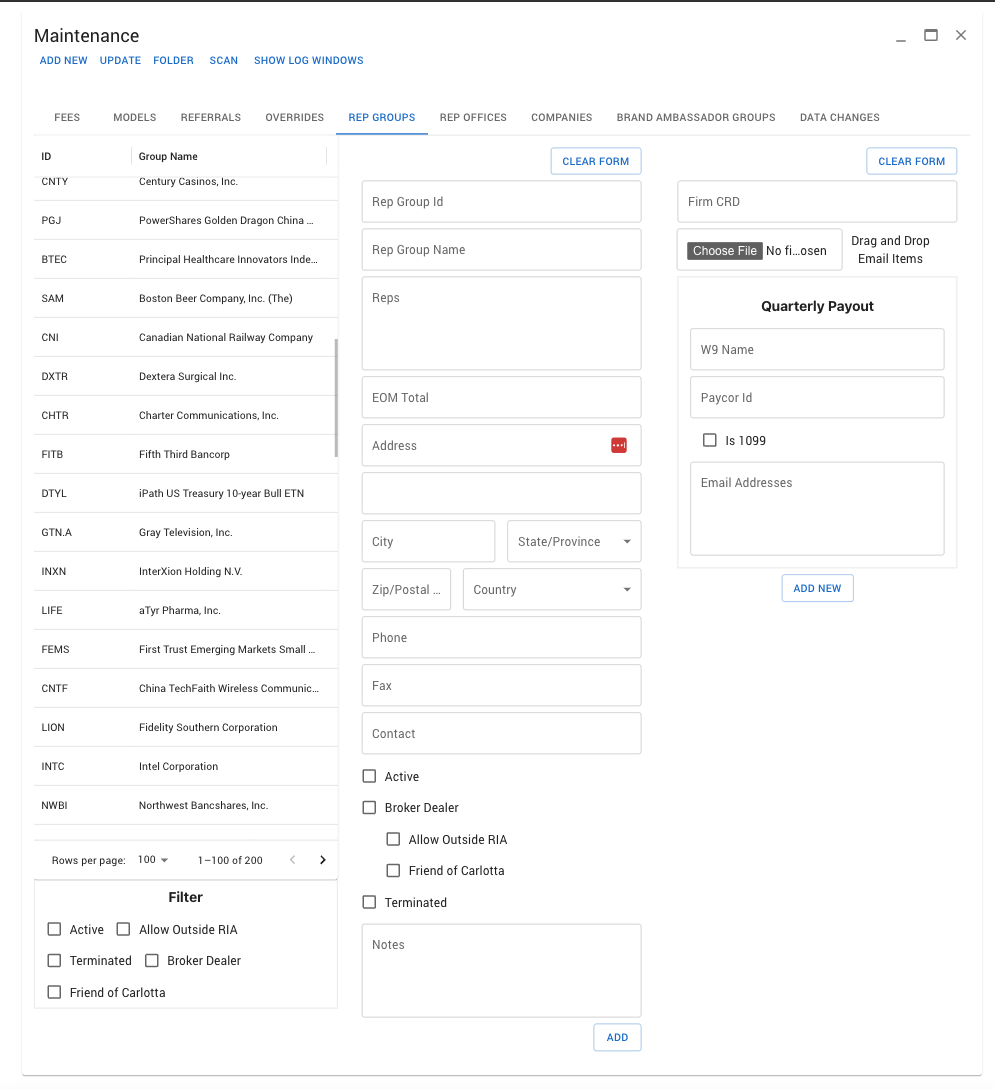 Maintenance
ADD NEW UPDATE FOLDER SCAN SHOW LOG WINDOWS
FEES MODELS REFERRALS OVERRIDES REP GROUPS REP OFFICES COMPANIES BRAND AMBASSADOR GROUPS DATA CHANGES
ID Group Name
CNTY Century Casinos, Inc.
PGJ PowerShares Golden Dragon China ...
BTEC Principal Healthcare Innovators Inde...
SAM Boston Beer Company, Inc. (The)
CNI Canadian National Railway Company
DXTR Dextera Surgical Inc.
CHTR Charter Communications, Inc.
FITB Fifth Third Bancorp
DTYL iPath US Treasury 10-year Bull ETN
GTN.A Gray Television, Inc.
INXN InterXion Holding N.V.
LIFE aTyr Pharma, Inc.
FEMS First Trust Emerging Markets Small ...
CNTF China TechFaith Wireless Communic...
LION Fidelity Southern Corporation
INTC Intel Corporation
NWBI Northwest Bancshares, Inc.
Rows per page: 100 1–100 of 200
Filter
Active Allow Outside RIA
Terminated Broker Dealer
Friend of Carlotta
CLEAR FORM
Rep Group Id
Rep Group Name
Reps
EOM Total
Address
City State/Province
Zip/Postal ... Country
Phone
Fax
Contact
Active
Broker Dealer
Allow Outside RIA
Friend of Carlotta
Terminated
Notes
ADD
CLEAR FORM
Firm CRD
Choose File No fi...osen Drag and Drop
Email Items
Quarterly Payout
W9 Name
Paycor Id
Is 1099
Email Addresses
ADD NEW